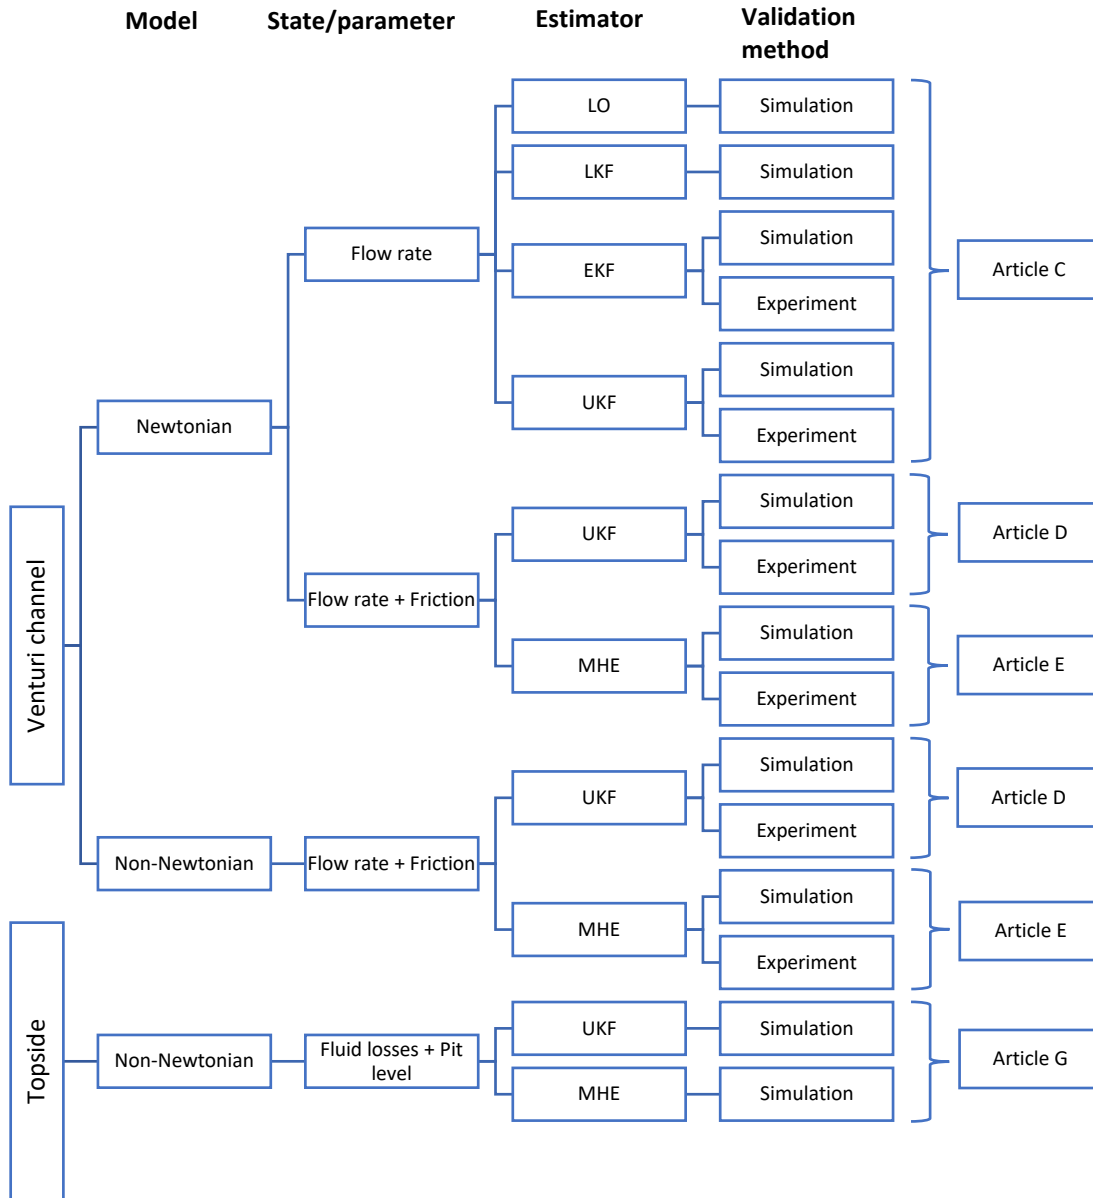 Model
State/parameter
Estimator
Validation
method
LO
Simulation
LKF
Simulation
Flow rate
EKF
Simulation
Experiment
Article C
UKF
Simulation
Experiment
Newtonian
Venturi channel
Flow rate + Friction
UKF
Simulation
Experiment
Article D
MHE
Simulation
Experiment
Article E
Non-Newtonian
Flow rate + Friction
UKF
Simulation
Experiment
Article D
MHE
Simulation
Experiment
Article E
Topside
Non-Newtonian
Fluid losses + Pit
level
UKF
Simulation
MHE
Simulation
Article G